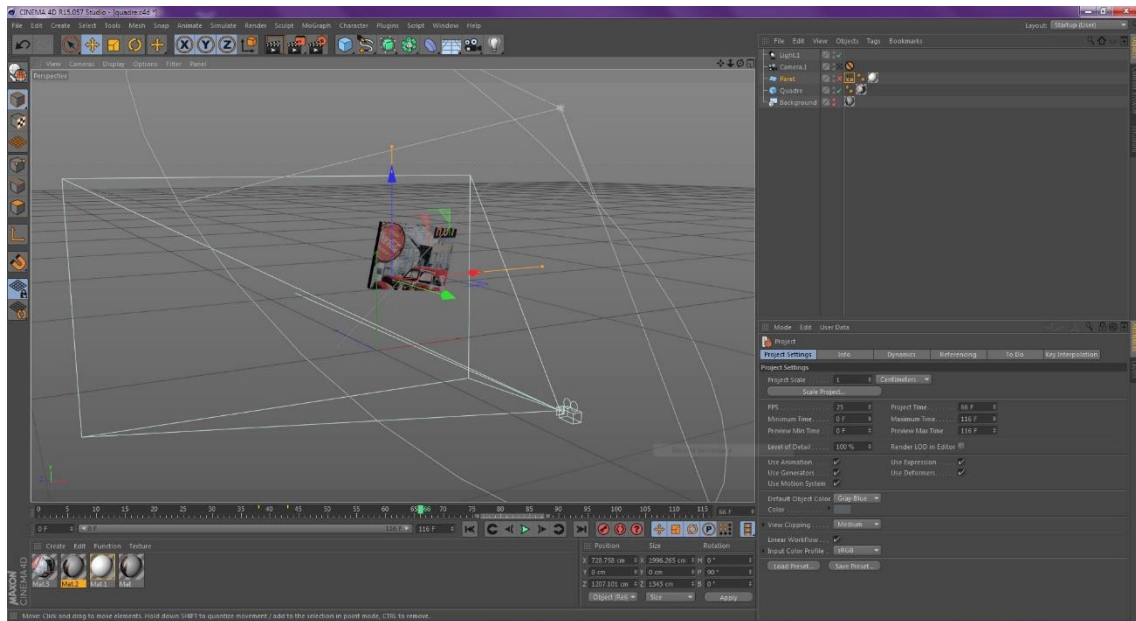 CINEMA 4D R15.057 Studio - [quadre.c4d *]
File Edit Create Select Tools Mesh Snap Animate Simulate Render Sculpt MoGraph Character Plugins Script Window Help
Layout: Startup (User)
View Cameras Display Options Filter Panel
Perspective
File Edit View Objects Tags Bookmarks
Light.1
Camera.1
Paret
Quadre
Background
Mode Edit User Data
Project
Project Settings Info Dynamics Referencing To Do Key Interpolation
Project Settings
Project Scale 1 Centimeters
Scale Project...
FPS 25 Project Time 66 F
Minimum Time 0 F Maximum Time 116 F
Preview Min Time 0 F Preview Max Time 116 F
Level of Detail 100 % Render LOD in Editor
Use Animation Use Expression
Use Generators Use Deformers
Use Motion System
Default Object Color Gray-Blue
Color
View Clipping Medium
Linear Workflow
Input Color Profile sRGB
Load Preset... Save Preset...
0 5 10 15 20 25 30 35 40 45 50 55 60 65 66 70 75 80 85 90 95 100 105 110 115 66 F
0 F 0 F 116 F 116 F
Create Edit Function Texture
Mat.3 Mat.2 Mat.1 Mat
Position Size Rotation
X 728.758 cm X 1996.265 cm H 0 °
Y 0 cm Y 0 cm P 90 °
Z 1207.101 cm Z 1345 cm B 0 °
Object (Rel) Size Apply
MAXON
CINEMA 4D
Move: Click and drag to move elements. Hold down SHIFT to quantize movement / add to the selection in point mode, CTRL to remove.